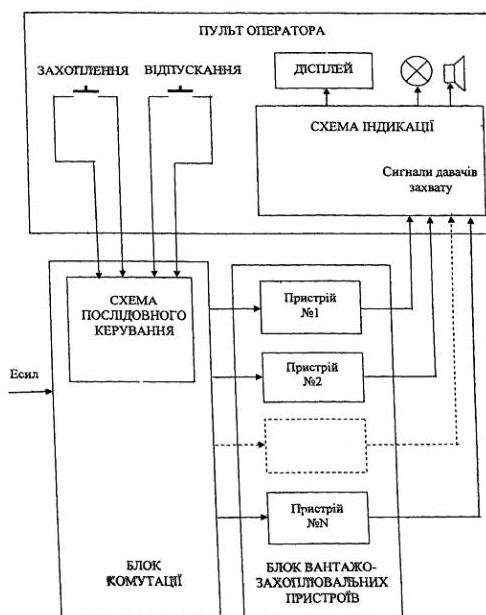 ПУЛЬТ ОПЕРАТОРА
ЗАХОПЛЕННЯ
ВІДПУСКАННЯ
ДІСПЛЕЙ
СХЕМА ІНДИКАЦІЇ
Сигнали давачів
захвату
СХЕМА
ПОСЛІДОВНОГО
КЕРУВАННЯ
Пристрій
№1
Eсил
Пристрій
№2
Пристрій
№N
БЛОК
КОМУТАЦІЇ
БЛОК ВАНТАЖО-
ЗАХОПЛЮВАЛЬНИХ
ПРИСТРОЇВ